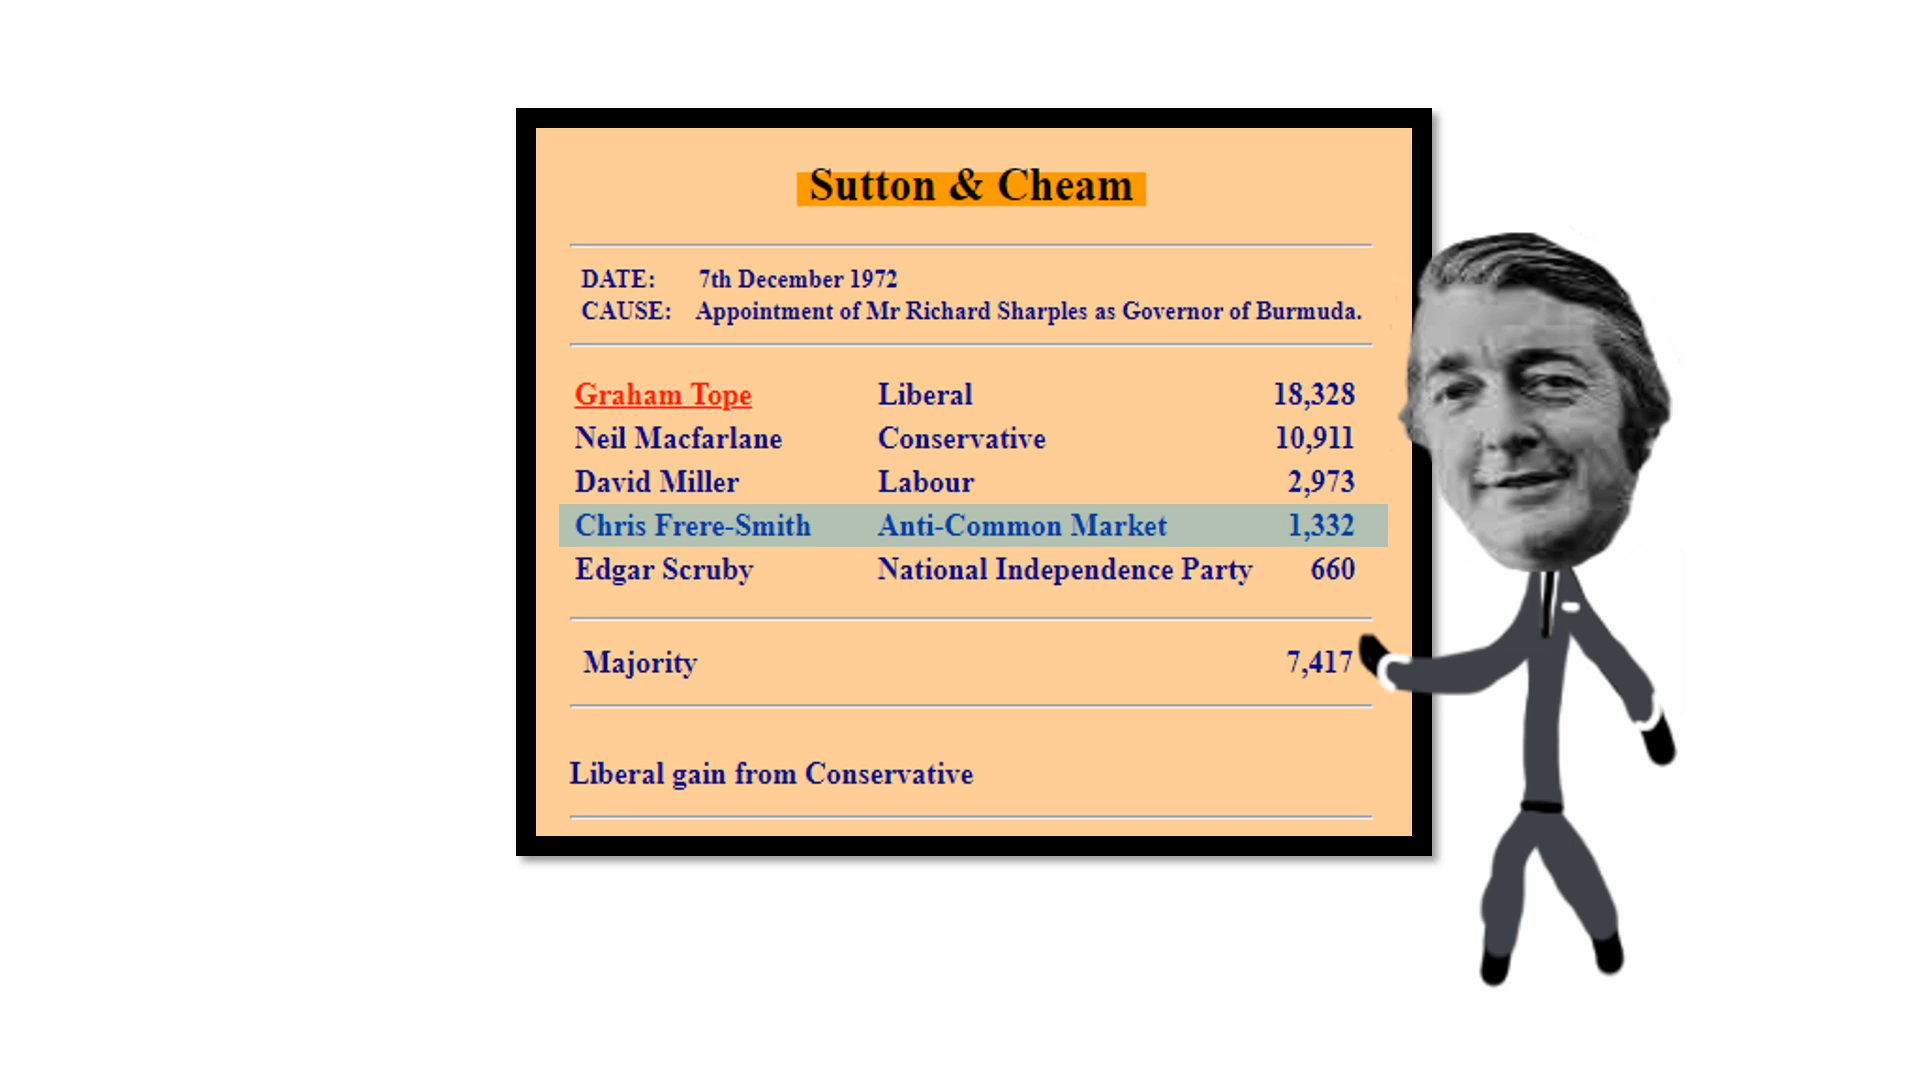 Sutton & Cheam
DATE: 7th December 1972
CAUSE: Appointment of Mr Richard Sharples as Governor of Burmuda.
Graham Tope Liberal 18,328
Neil Macfarlane Conservative 10,911
David Miller Labour 2,973
Chris Frere-Smith Anti-Common Market 1,332
Edgar Scruby National Independence Party 660
Majority 7,417
Liberal gain from Conservative